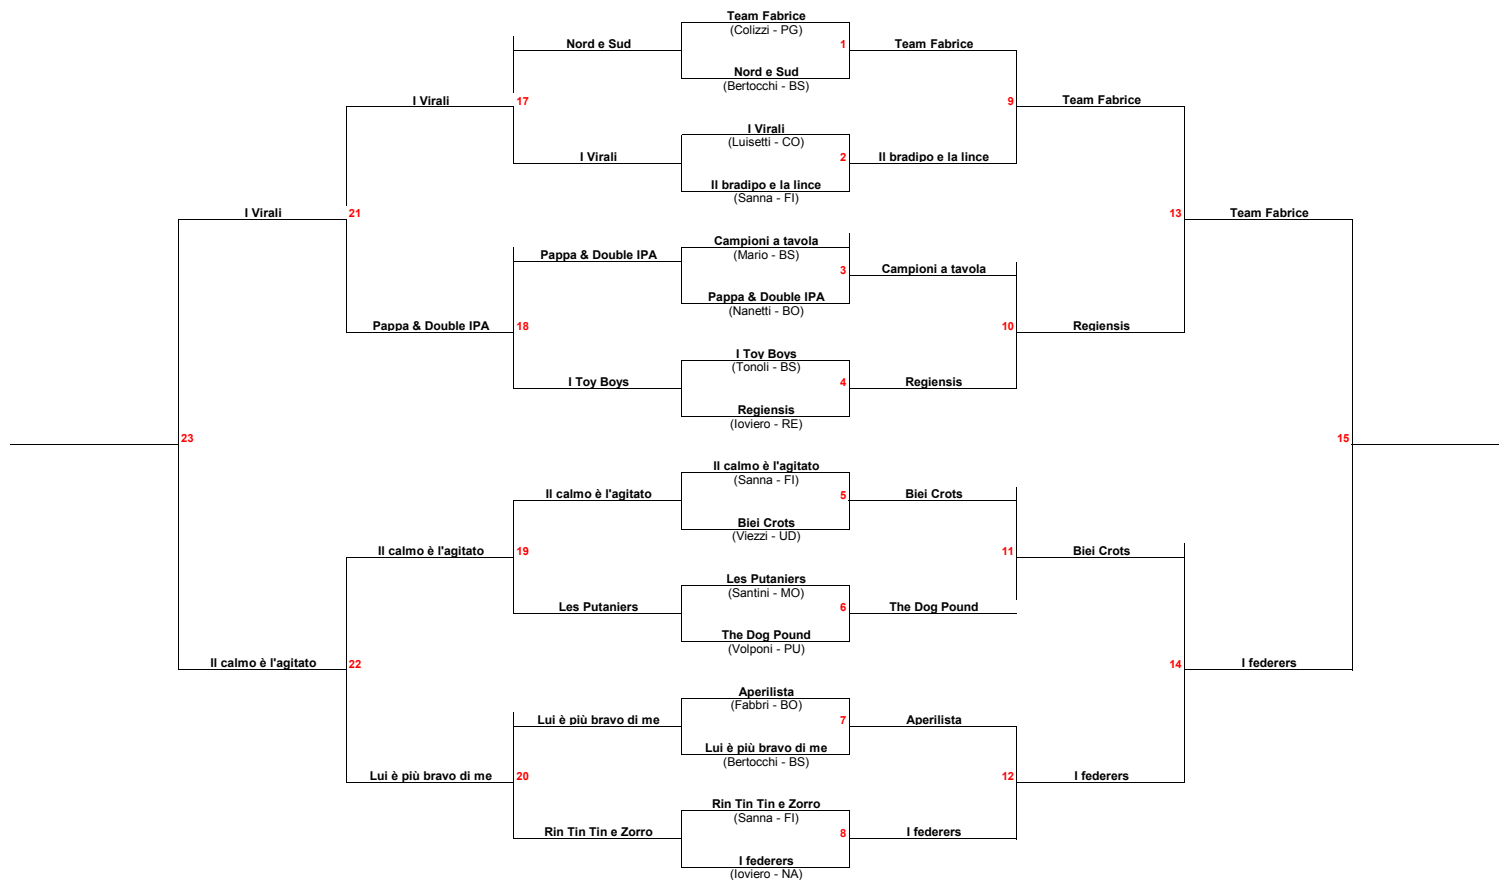 Team Fabrice
(Colizzi - PG)
Nord e Sud
1
Team Fabrice
Nord e Sud
(Bertocchi - BS)
I Virali
17
9
Team Fabrice
I Virali
(Luisetti - CO)
I Virali
2
Il bradipo e la lince
Il bradipo e la lince
(Sanna - FI)
I Virali
21
13
Team Fabrice
Campioni a tavola
(Mario - BS)
Pappa & Double IPA
3
Campioni a tavola
Pappa & Double IPA
(Nanetti - BO)
Pappa & Double IPA
18
10
Regiensis
I Toy Boys
(Tonoli - BS)
I Toy Boys
4
Regiensis
Regiensis
(Ioviero - RE)
23
15
Il calmo è l'agitato
(Sanna - FI)
Il calmo è l'agitato
5
Biei Crots
Biei Crots
(Viezzi - UD)
Il calmo è l'agitato
19
11
Biei Crots
Les Putaniers
(Santini - MO)
Les Putaniers
6
The Dog Pound
The Dog Pound
(Volponi - PU)
Il calmo è l'agitato
22
14
I federers
Aperilista
(Fabbri - BO)
Lui è più bravo di me
7
Aperilista
Lui è più bravo di me
(Bertocchi - BS)
Lui è più bravo di me
20
12
I federers
Rin Tin Tin e Zorro
(Sanna - FI)
Rin Tin Tin e Zorro
8
I federers
I federers
(Ioviero - NA)